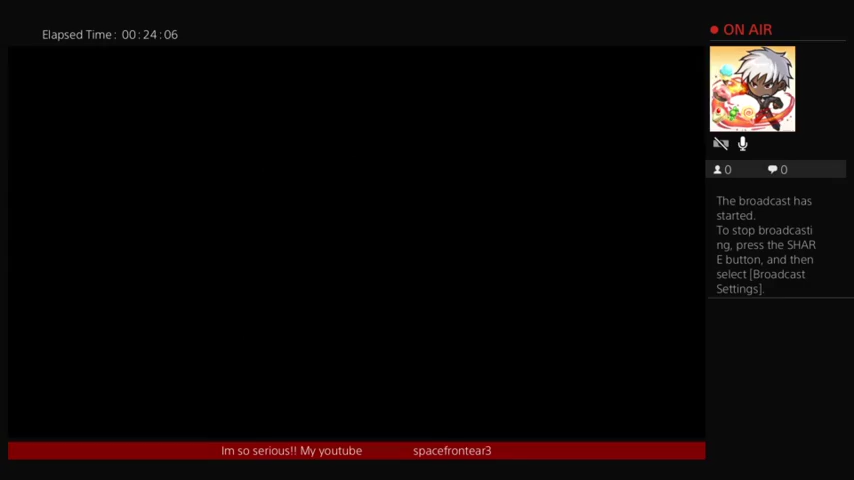 Elapsed Time: 00:24:06
ON AIR
0 0
The broadcast has
started.
To stop broadcasti
ng, press the SHAR
E button, and then
select [Broadcast
Settings].
Im so serious!! My youtube spacefrontear3